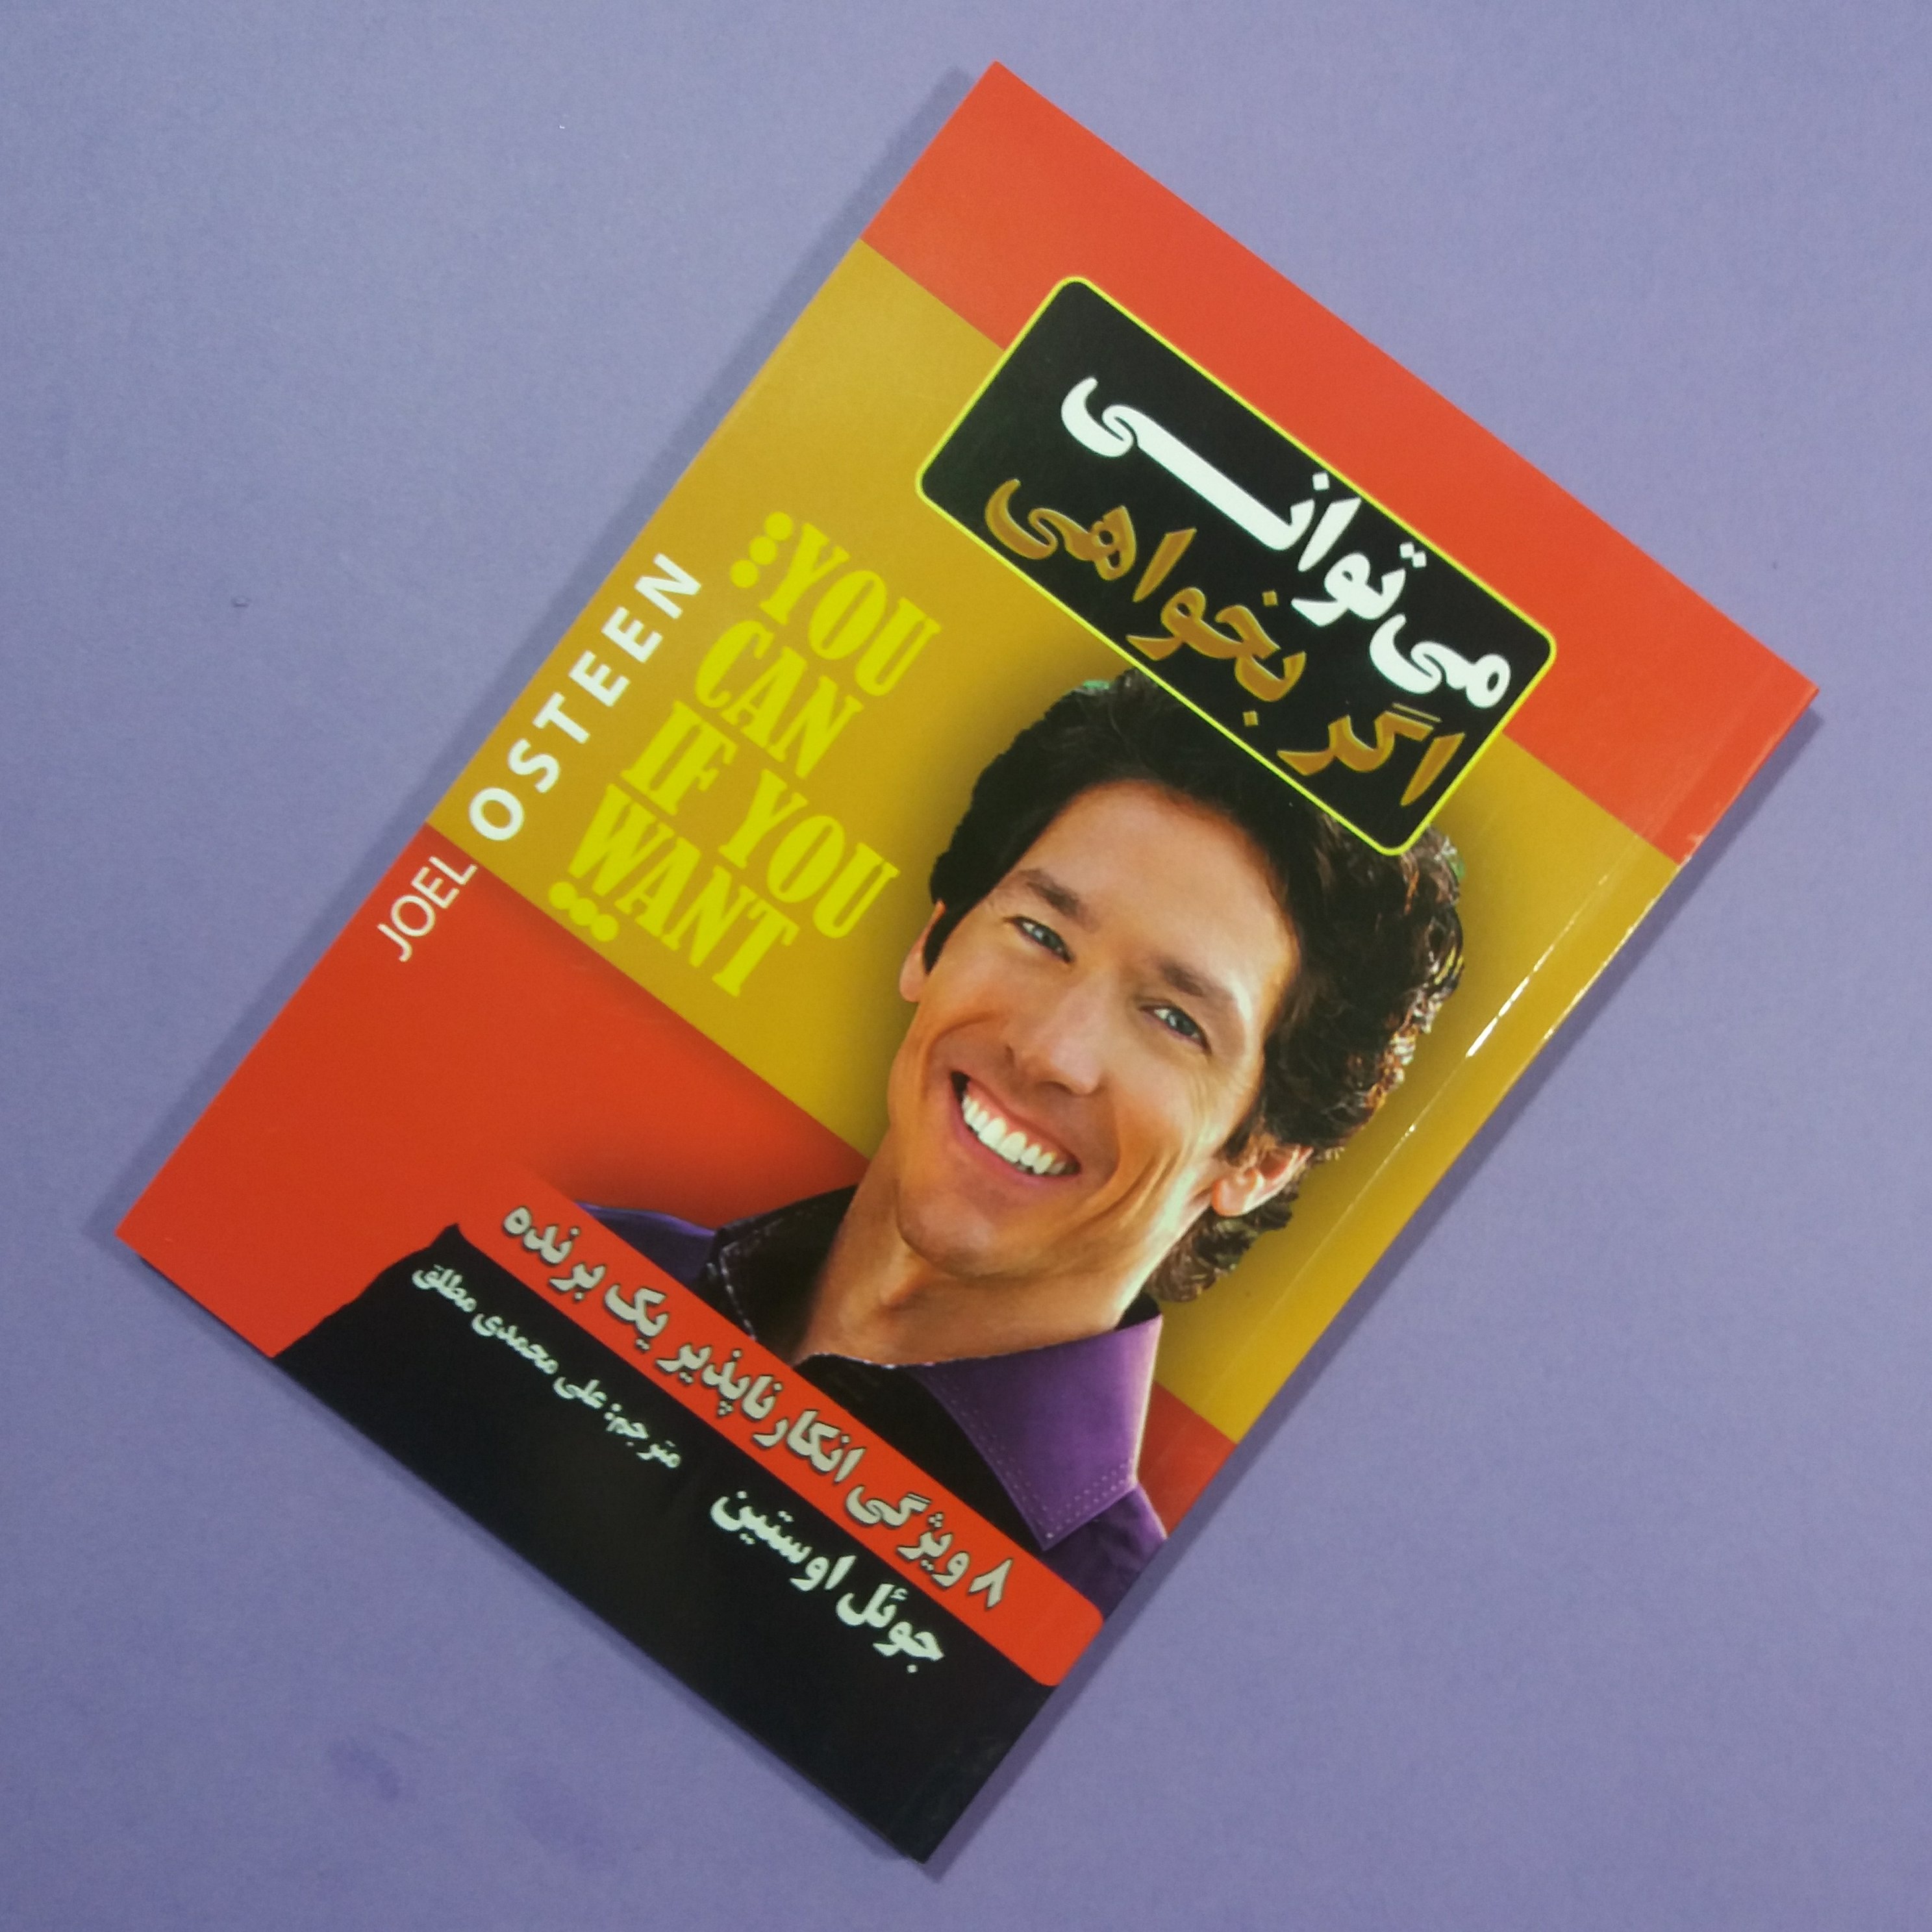 می‌توانی
اگر بخواهی
:YOU
CAN
IF YOU
WANT
...
JOEL OSTEEN
۸ ویژگی انکارناپذیر یک برنده
جوئل اوستین
مترجم: علی محمدی مطلق